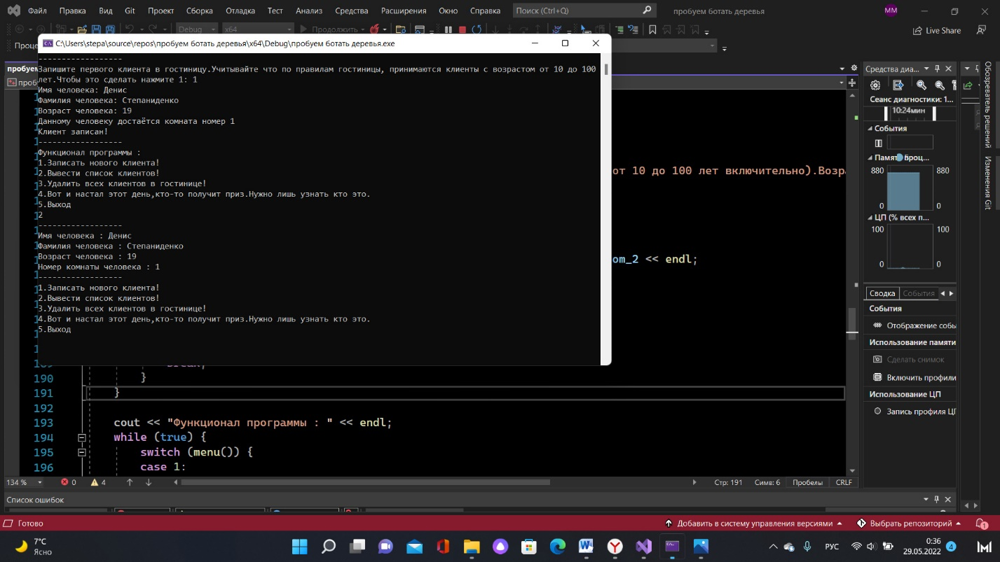 Файл Правка Вид Git Проект Сборка Отладка Тест Анализ Средства Расширения Окно Справка Поиск (Ctrl+Q) пробуем ботать деревья MM
Debug x64 Продолжить Live Share
C:\Users\stepa\source\repos\пробуем ботать деревья\x64\Debug\пробуем ботать деревья.exe
------------------
Запишите первого клиента в гостиницу.Учитывайте что по правилам гостиницы, принимаются клиенты с возрастом от 10 до 100
лет.Чтобы это сделать нажмите 1: 1
Имя человека: Денис
Фамилия человека: Степаниденко
Возраст человека: 19
Данному человеку достаётся комната номер 1
Клиент записан!
------------------
Функционал программы :
1.Записать нового клиента!
2.Вывести список клиентов!
3.Удалить всех клиентов в гостинице!
4.Вот и настал этот день,кто-то получит приз.Нужно лишь узнать кто это.
5.Выход
2
------------------
Имя человека : Денис
Фамилия человека : Степаниденко
Возраст человека : 19
Номер комнаты человека : 1
------------------
1.Записать нового клиента!
2.Вывести список клиентов!
3.Удалить всех клиентов в гостинице!
4.Вот и настал этот день,кто-то получит приз.Нужно лишь узнать кто это.
5.Выход
от 10 до 100 лет включительно).Возра
om_2 << endl;
190 }
191 }
192
193 cout << "Функционал программы : " << endl;
194 while (true) {
195 switch (menu()) {
196 case 1:
134 % 0 4 Стр: 191 Симв: 6 Пробелы CRLF
Список ошибок
Средства диа...
Сеанс диагностики: 1...
10:24мин
События
880 880
0 0
ЦП (% всех п...
100 100
0 0
Сводка События
События
Отображение собы
Использование памяти
Сделать снимок
Включить профили
Использование ЦП
Запись профиля ЦП
Обозреватель решений
Изменения Git
Готово Добавить в систему управления версиями Выбрать репозиторий 1
7°C
Ясно
РУС
0:36
29.05.2022 4